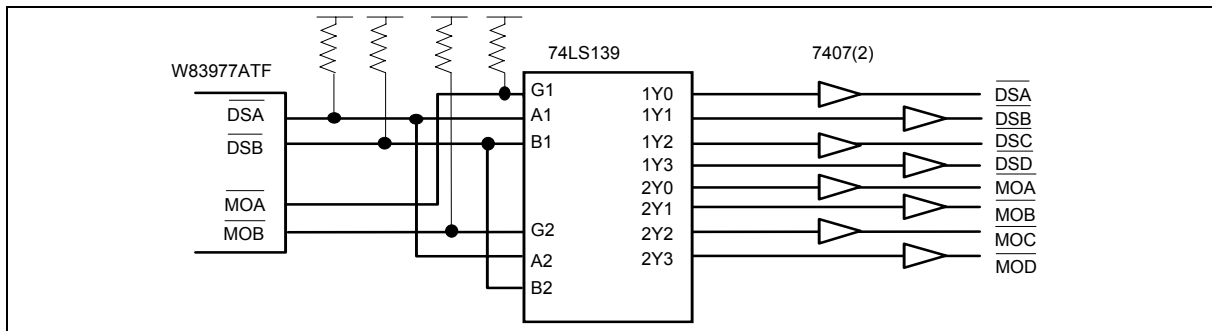 74LS139
7407(2)
W83977ATF
DSA
DSB
MOA
MOB
G1
A1
B1
G2
A2
B2
1Y0
1Y1
1Y2
1Y3
2Y0
2Y1
2Y2
2Y3
DSA
DSB
DSC
DSD
MOA
MOB
MOC
MOD